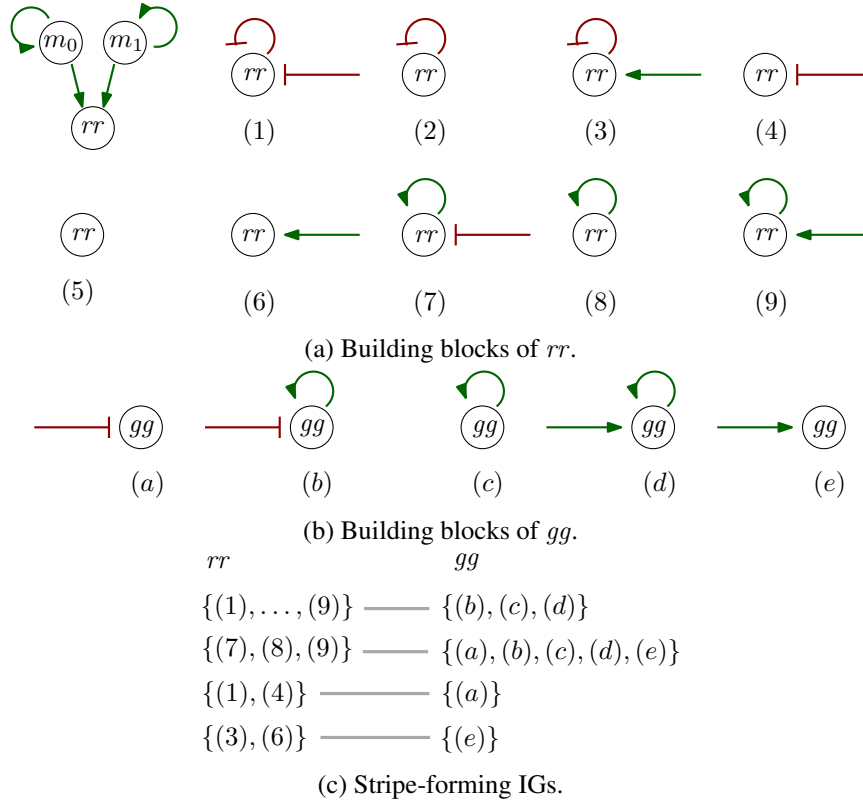 m₀ m₁ rr rr rr rr
rr
(1) (2) (3) (4)
rr rr rr rr rr
(5) (6) (7) (8) (9)
(a) Building blocks of rr.
gg gg gg gg gg
(a) (b) (c) (d) (e)
(b) Building blocks of gg.
rr gg
{(1), . . . , (9)} {(b), (c), (d)}
{(7), (8), (9)} {(a), (b), (c), (d), (e)}
{(1), (4)} {(a)}
{(3), (6)} {(e)}
(c) Stripe-forming IGs.